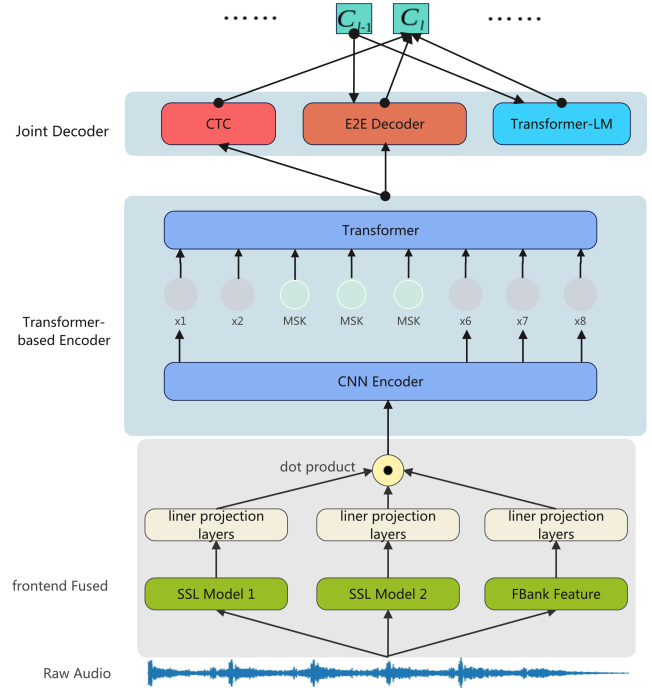 ...... C l-1 C l ......
Joint Decoder
CTC E2E Decoder Transformer-LM
Transformer
x1 x2 MSK MSK MSK x6 x7 x8
Transformer-
based Encoder
CNN Encoder
dot product
liner projection
layers
liner projection
layers
liner projection
layers
frontend Fused
SSL Model 1 SSL Model 2 FBank Feature
Raw Audio